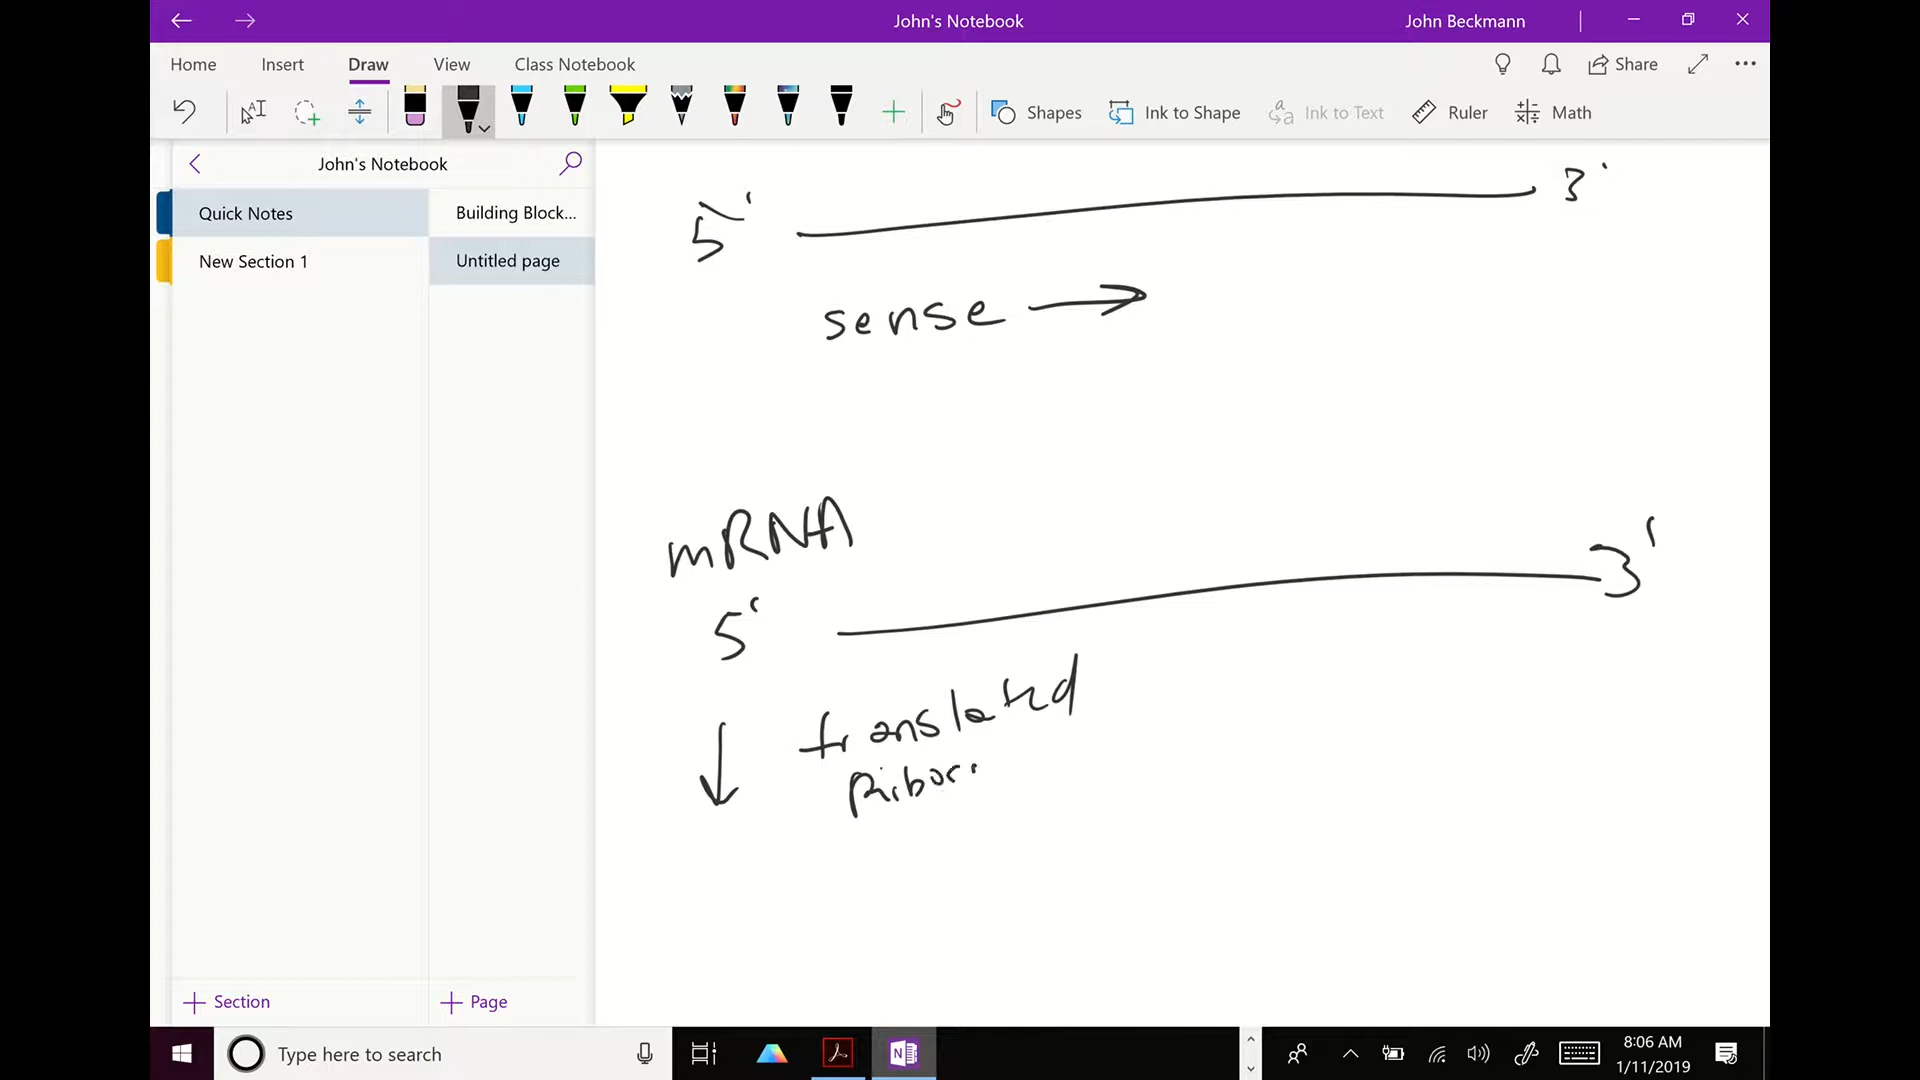 John's Notebook John Beckmann
Home Insert Draw View Class Notebook Share
Shapes Ink to Shape Ink to Text Ruler Math
John's Notebook
Quick Notes Building Block...
New Section 1 Untitled page
5' 3'
sense
mRNA
5' 3'
translated
Section Page
Type here to search 8:06 AM
1/11/2019